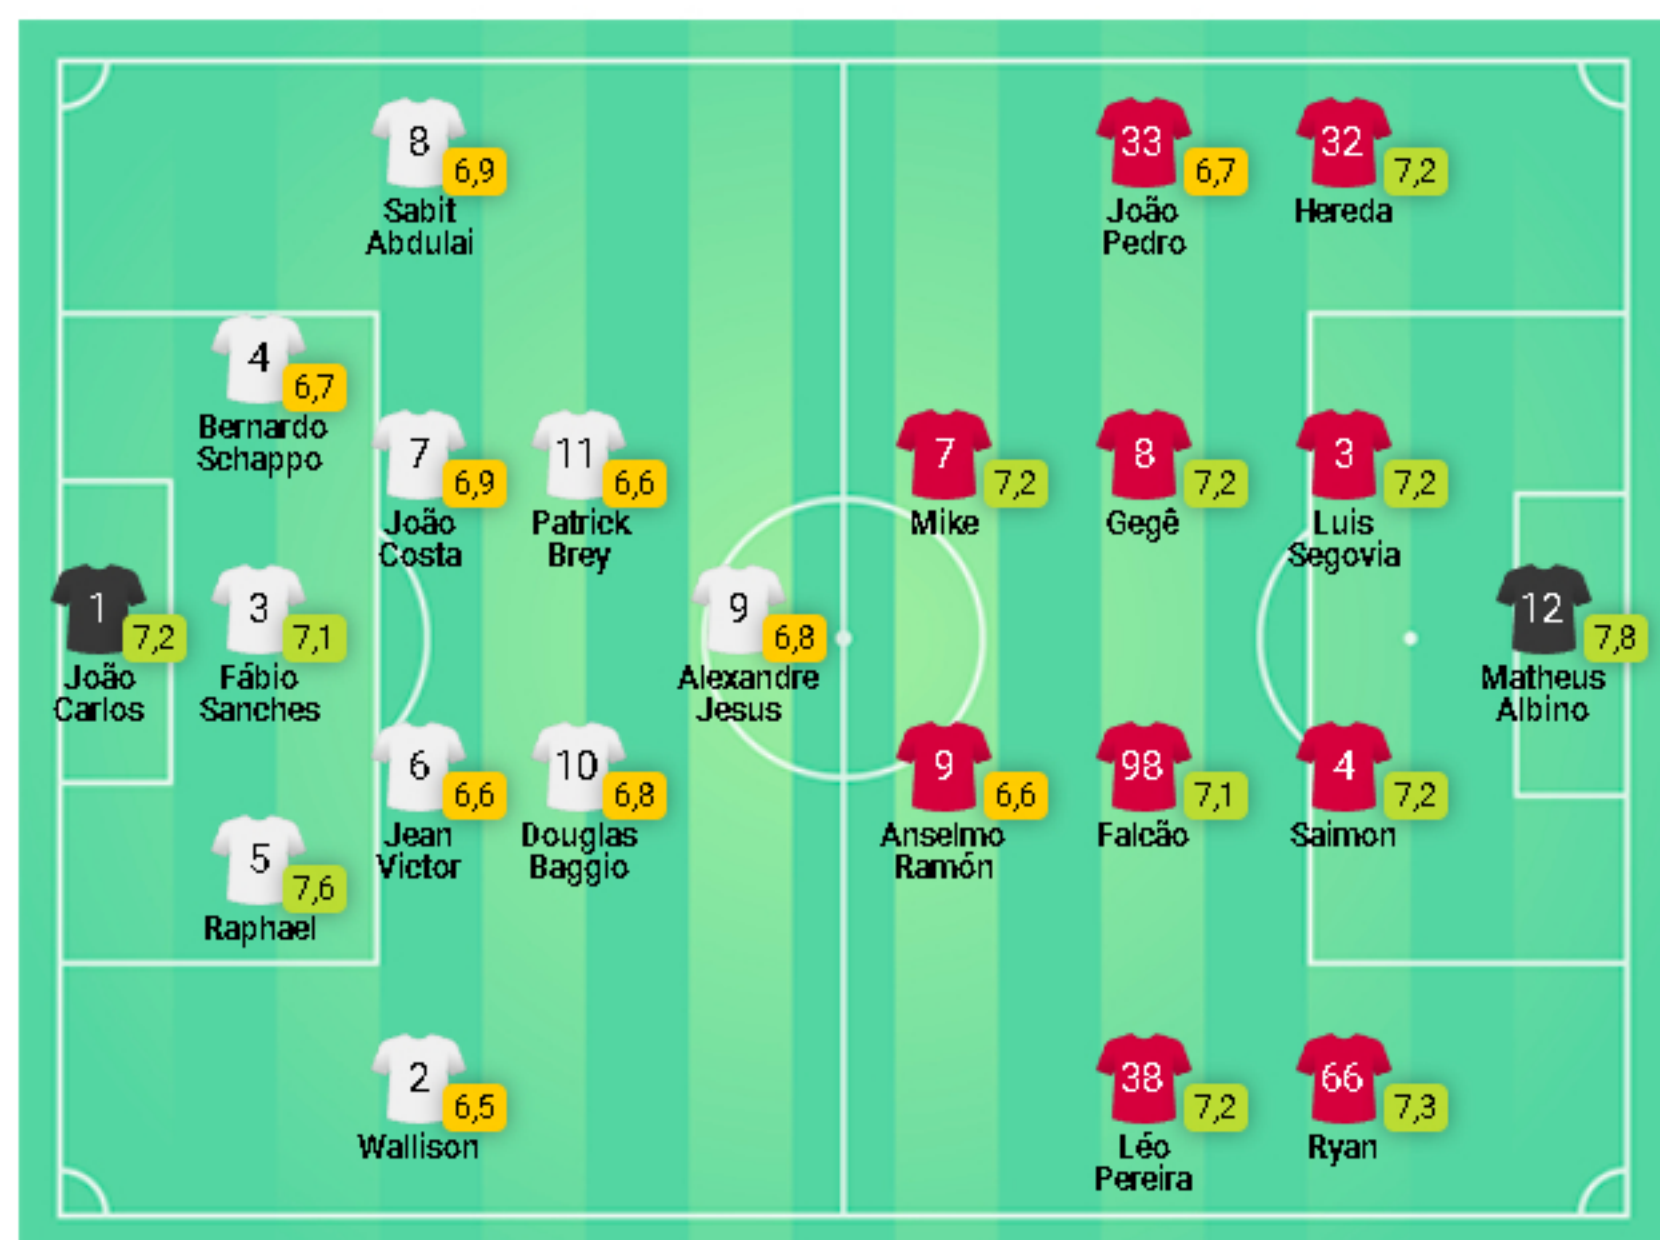 8
6,9
Sabit
Abdulai
33
6,7
João
Pedro
32
7,2
Hereda
4
6,7
Bernardo
Schappo
7
6,9
João
Costa
11
6,6
Patrick
Brey
7
7,2
Mike
8
7,2
Gegê
3
7,2
Luis
Segovia
1
7,2
João
Carlos
3
7,1
Fábio
Sanches
9
6,8
Alexandre
Jesus
12
7,8
Matheus
Albino
6
6,6
Jean
Victor
10
6,8
Douglas
Baggio
9
6,6
Anselmo
Ramón
98
7,1
Falcão
4
7,2
Saimon
5
7,6
Raphael
2
6,5
Wallison
38
7,2
Léo
Pereira
66
7,3
Ryan